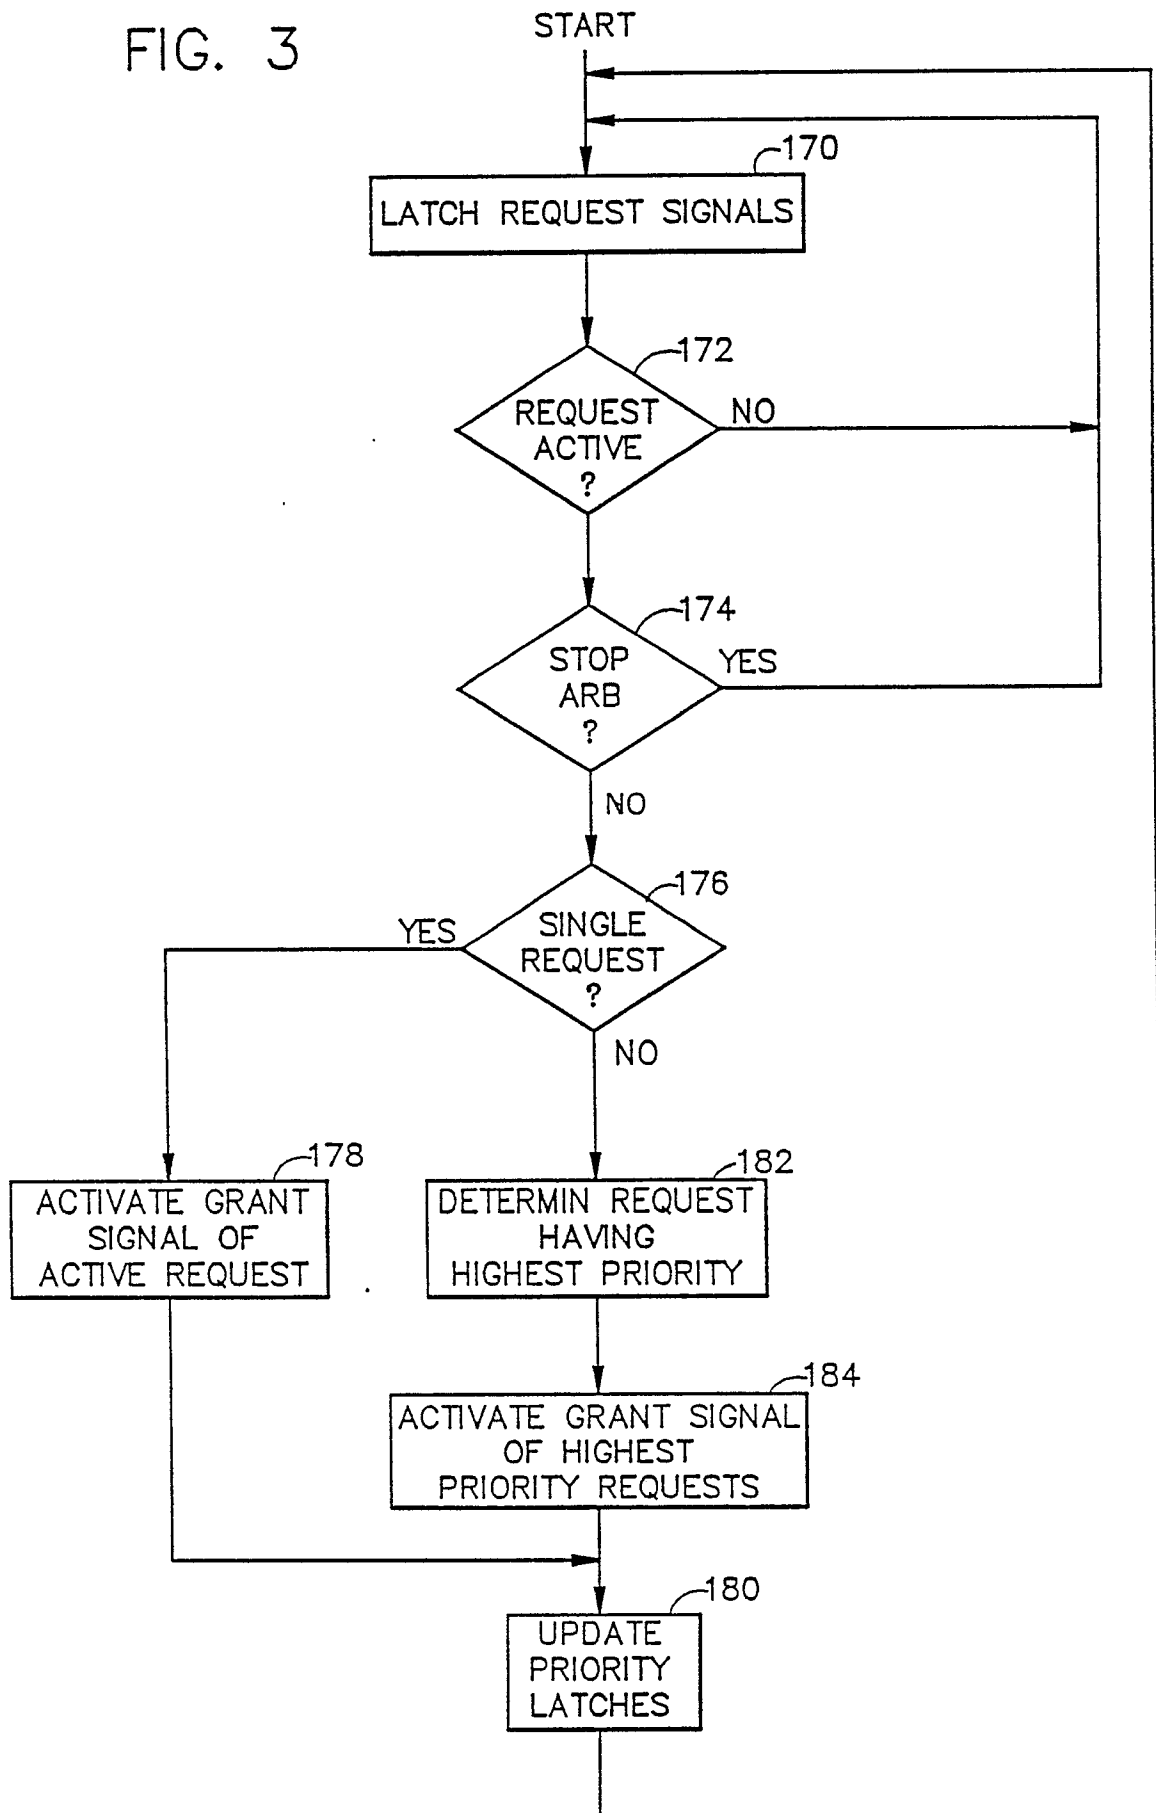 FIG. 3
START
170
LATCH REQUEST SIGNALS
172
REQUEST
ACTIVE
?
NO
174
STOP
ARB
?
YES
NO
176
SINGLE
REQUEST
?
YES
NO
178
ACTIVATE GRANT
SIGNAL OF
ACTIVE REQUEST
182
DETERMIN REQUEST
HAVING
HIGHEST PRIORITY
184
ACTIVATE GRANT SIGNAL
OF HIGHEST
PRIORITY REQUESTS
180
UPDATE
PRIORITY
LATCHES